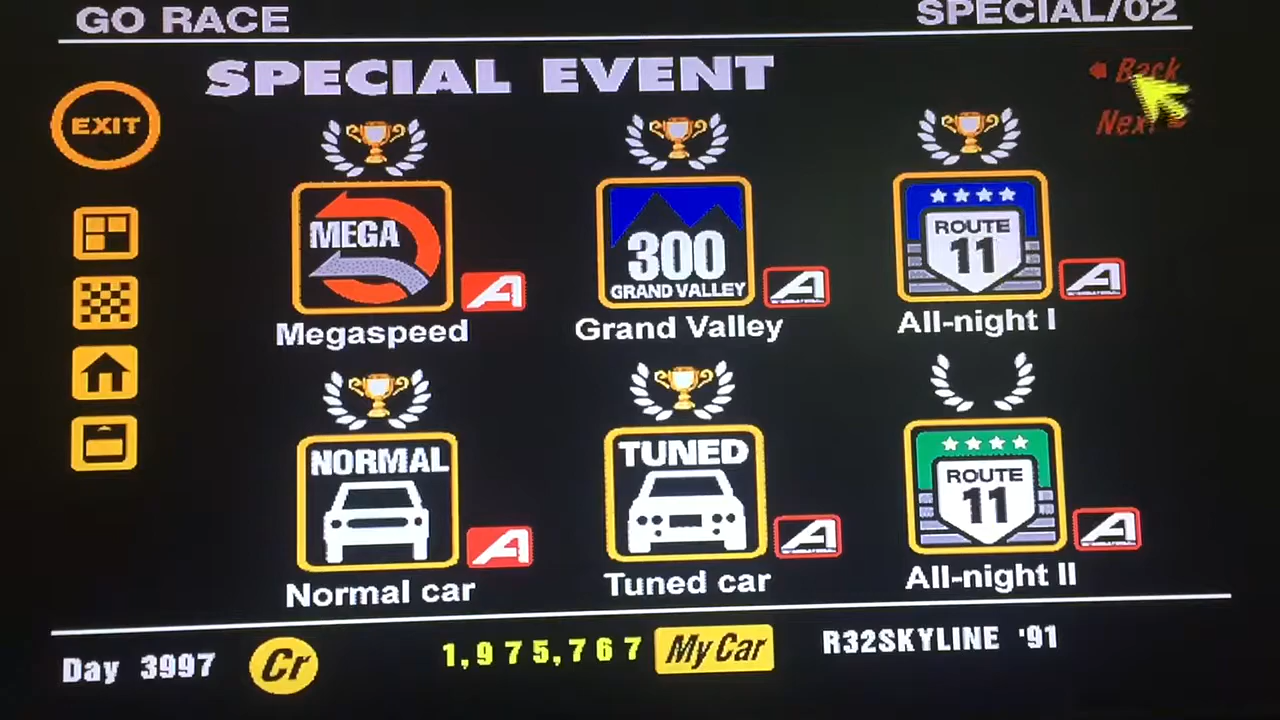 GO RACE
SPECIAL/02
SPECIAL EVENT
Back
Next
EXIT
MEGA
300
GRAND VALLEY
ROUTE
11
A
A
A
Megaspeed
Grand Valley
All-night I
NORMAL
TUNED
ROUTE
11
A
A
A
Normal car
Tuned car
All-night II
Day 3997
Cr
1,975,767
My Car
R32SKYLINE '91